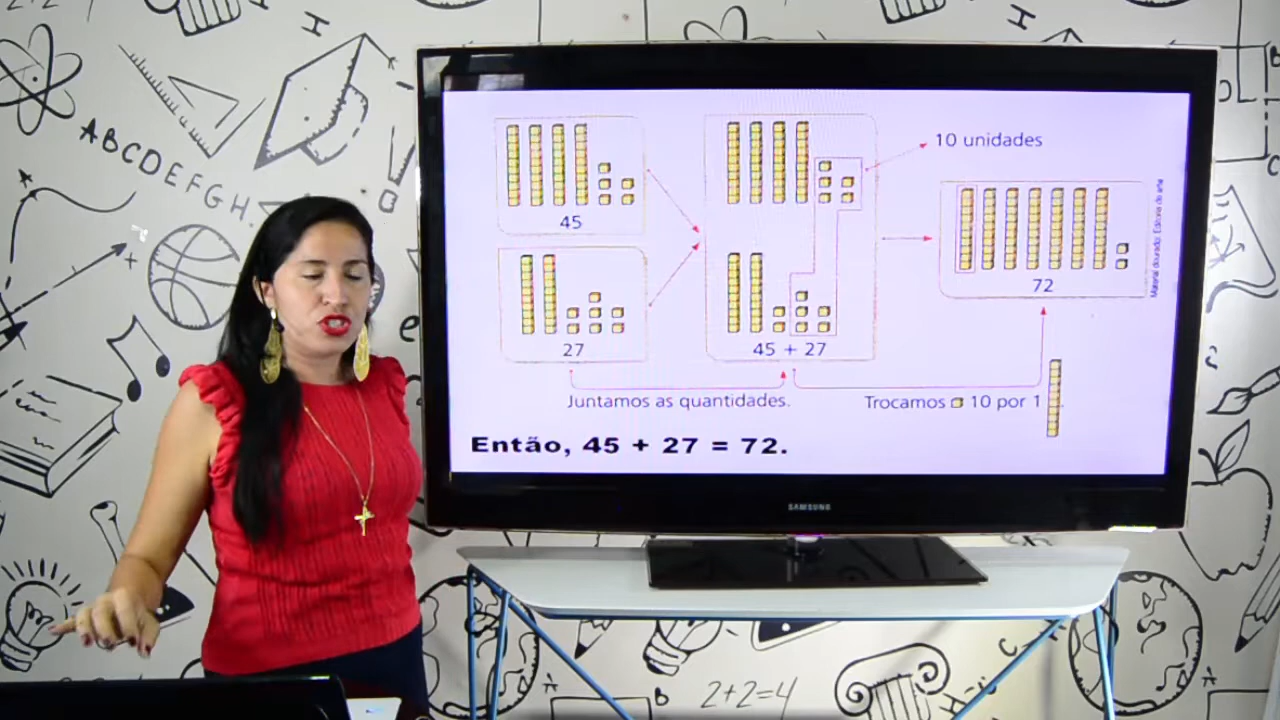 ABCDEFGH
10 unidades
45
27
45 + 27
72
Material dourado: Editoria de arte
Juntamos as quantidades.
Trocamos 10 por 1
Então, 45 + 27 = 72.
SAMSUNG
2+2=4
A
B
H